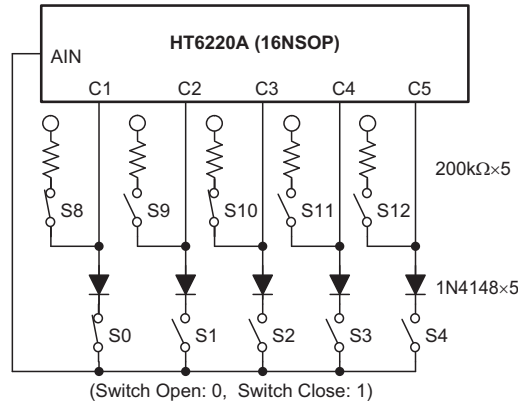 HT6220A (16NSOP)
AIN
C1 C2 C3 C4 C5
200kΩ×5
S8 S9 S10 S11 S12
1N4148×5
S0 S1 S2 S3 S4
(Switch Open: 0, Switch Close: 1)